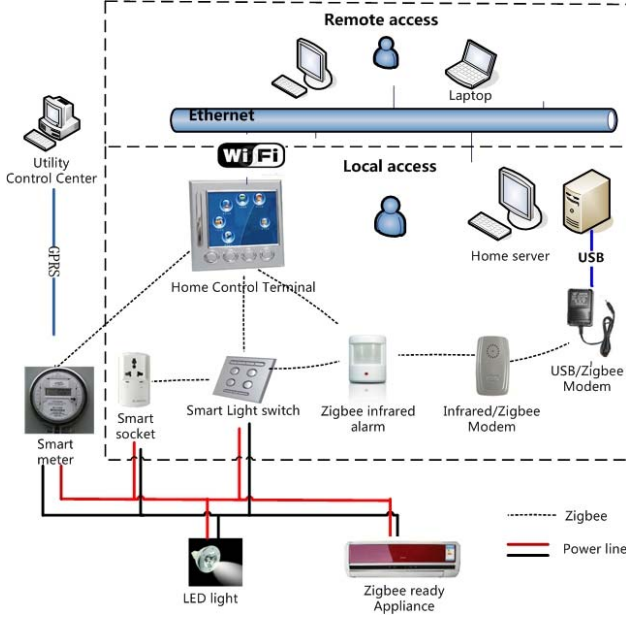 Remote access
Laptop
Ethernet
Utility
Control Center
WiFi
Local access
Home server
USB
GPRS
Home Control Terminal
USB/Zigbee
Modem
Smart
socket
Smart Light switch
Zigbee infrared
alarm
Infrared/Zigbee
Modem
Smart
meter
Zigbee
Power line
LED light
Zigbee ready
Appliance